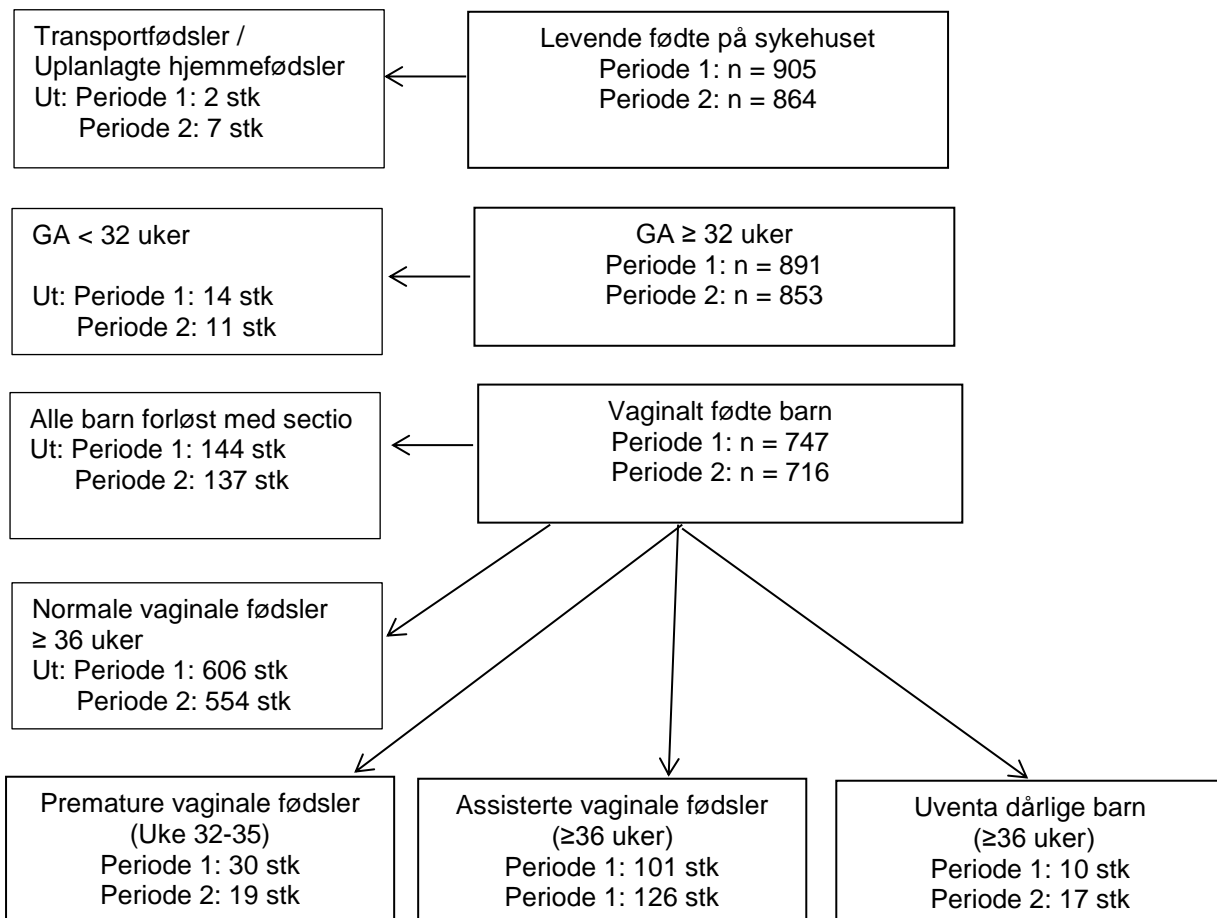 Transportfødsler /
Uplanlagte hjemmefødsler
Ut: Periode 1: 2 stk
Periode 2: 7 stk
Levende fødte på sykehuset
Periode 1: n = 905
Periode 2: n = 864
GA < 32 uker
Ut: Periode 1: 14 stk
Periode 2: 11 stk
GA ≥ 32 uker
Periode 1: n = 891
Periode 2: n = 853
Alle barn forløst med sectio
Ut: Periode 1: 144 stk
Periode 2: 137 stk
Vaginalt fødte barn
Periode 1: n = 747
Periode 2: n = 716
Normale vaginale fødsler
≥ 36 uker
Ut: Periode 1: 606 stk
Periode 2: 554 stk
Premature vaginale fødsler
(Uke 32-35)
Periode 1: 30 stk
Periode 2: 19 stk
Assisterte vaginale fødsler
(≥36 uker)
Periode 1: 101 stk
Periode 1: 126 stk
Uventa dårlige barn
(≥36 uker)
Periode 1: 10 stk
Periode 2: 17 stk